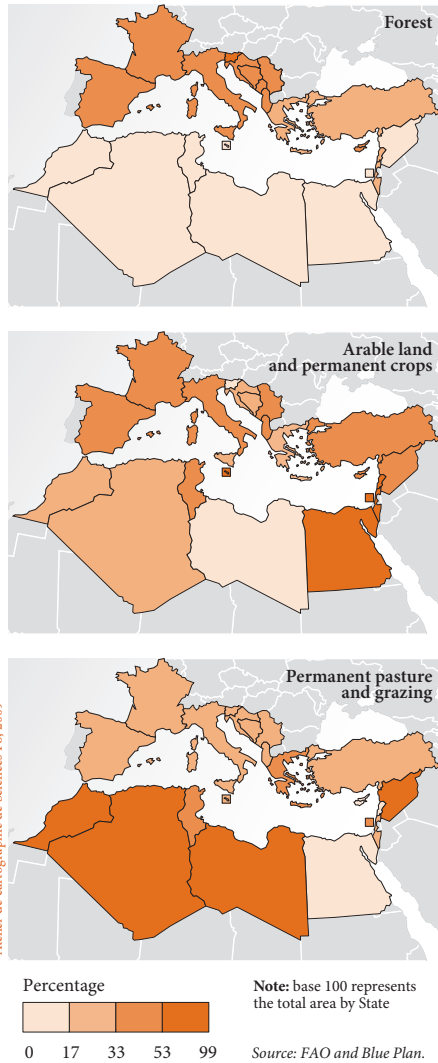 Forest
Arable land
and permanent crops
Permanent pasture
and grazing
Percentage
0 17 33 53 99
Note: base 100 represents
the total area by State
Source: FAO and Blue Plan.